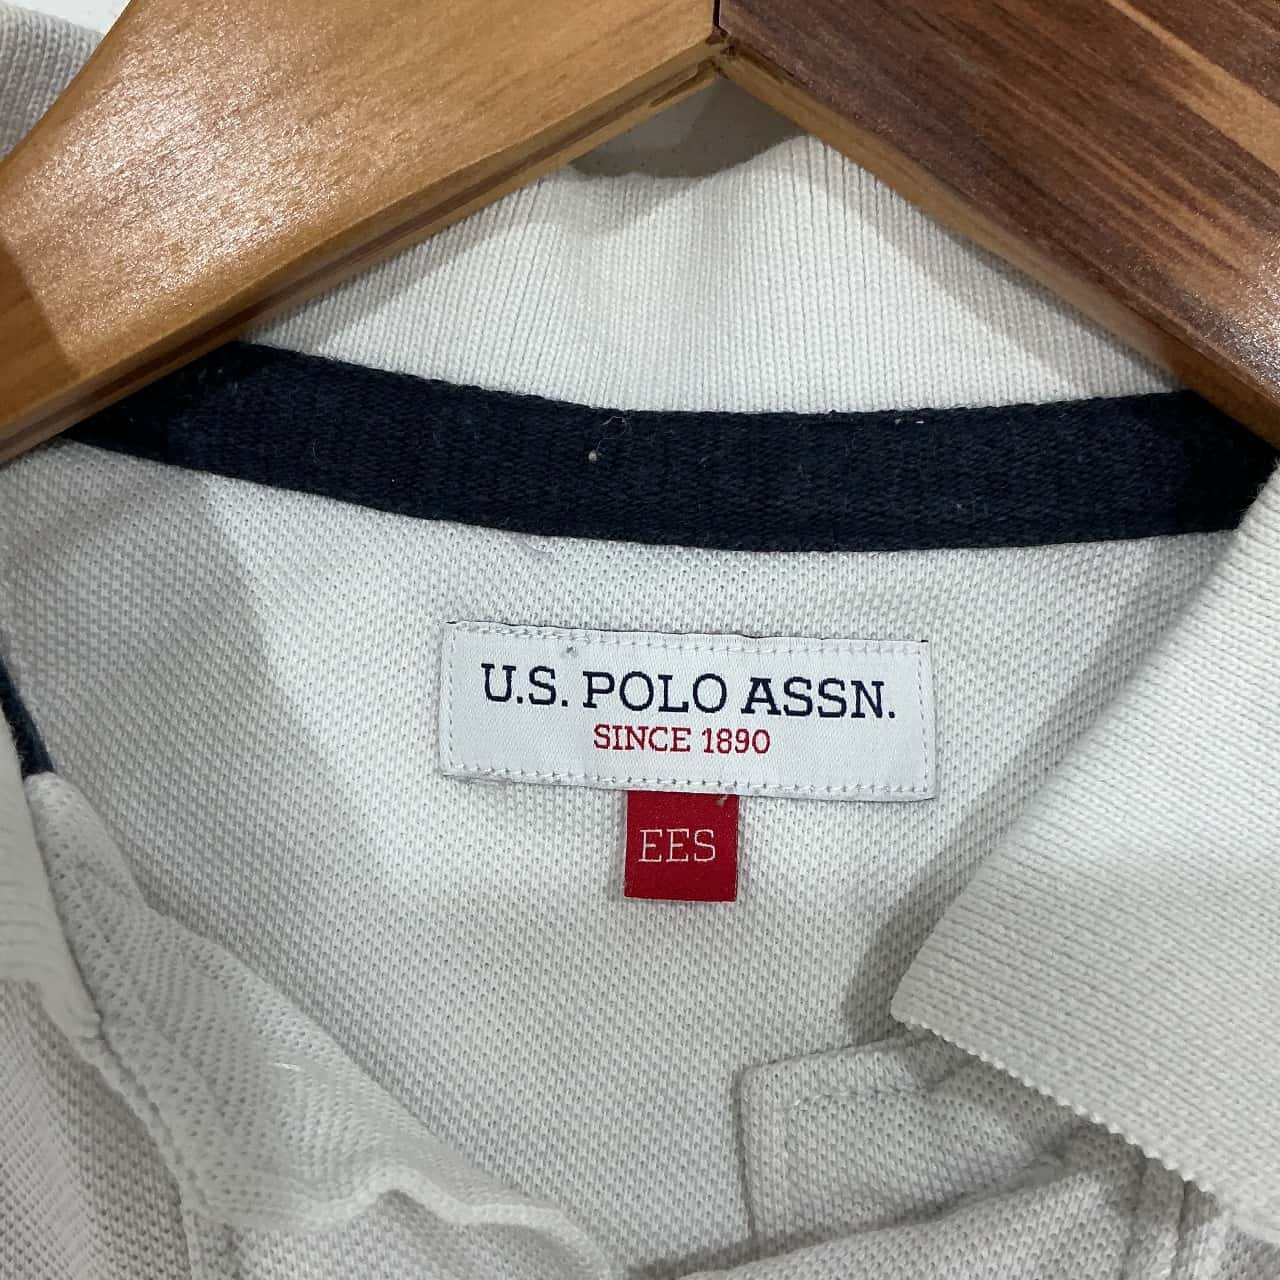 U.S. POLO ASSN.
SINCE 1890
EES